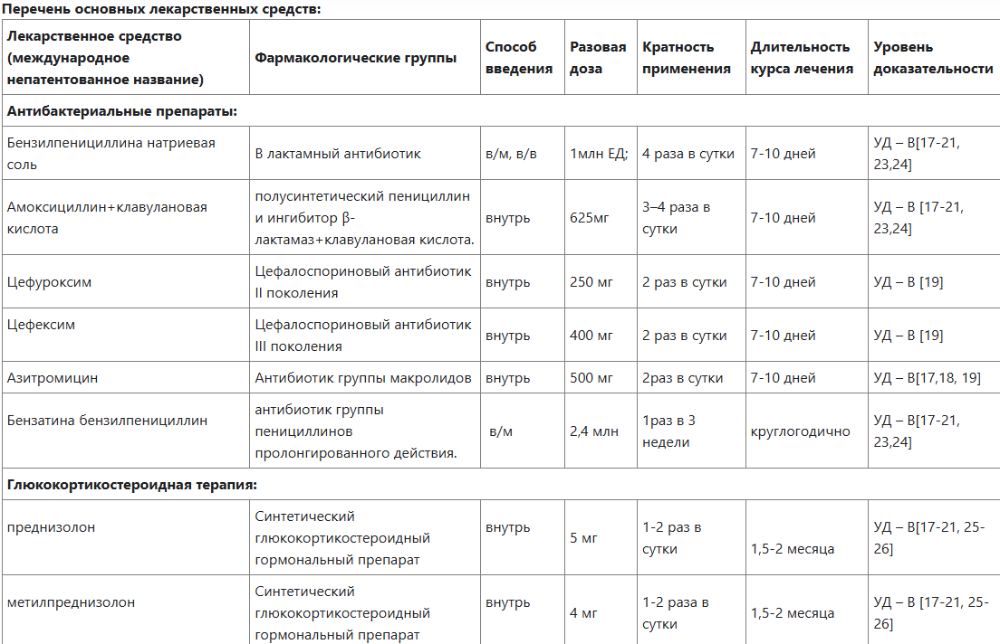 Перечень основных лекарственных средств:
Лекарственное средство
(международное
непатентованное название)
Фармакологические группы
Способ
введения
Разовая
доза
Кратность
применения
Длительность
курса лечения
Уровень
доказательности
Антибактериальные препараты:
Бензилпенициллина натриевая
соль
В лактамный антибиотик
в/м, в/в
1млн ЕД;
4 раза в сутки
7-10 дней
УД – В[17-21,
23,24]
Амоксициллин+клавулановая
кислота
полусинтетический пенициллин
и ингибитор β-
лактамаз+клавулановая кислота.
внутрь
625мг
3–4 раза в
сутки
7-10 дней
УД – В [17-21,
23,24]
Цефуроксим
Цефалоспориновый антибиотик
II поколения
внутрь
250 мг
2 раз в сутки
7-10 дней
УД – В [19]
Цефексим
Цефалоспориновый антибиотик
III поколения
внутрь
400 мг
2 раз в сутки
7-10 дней
УД – В [19]
Азитромицин
Антибиотик группы макролидов
внутрь
500 мг
2раз в сутки
7-10 дней
УД – В[17,18, 19]
Бензатина бензилпенициллин
антибиотик группы
пенициллинов
пролонгированного действия.
в/м
2,4 млн
1раз в 3
недели
круглогодично
УД – В[17-21,
23,24]
Глюкокортикостероидная терапия:
преднизолон
Синтетический
глюкокортикостероидный
гормональный препарат
внутрь
5 мг
1-2 раз в
сутки
1,5-2 месяца
УД – В[17-21, 25-
26]
метилпреднизолон
Синтетический
глюкокортикостероидный
гормональный препарат
внутрь
4 мг
1-2 раза в
сутки
1,5-2 месяца
УД – В [17-21, 25-
26]